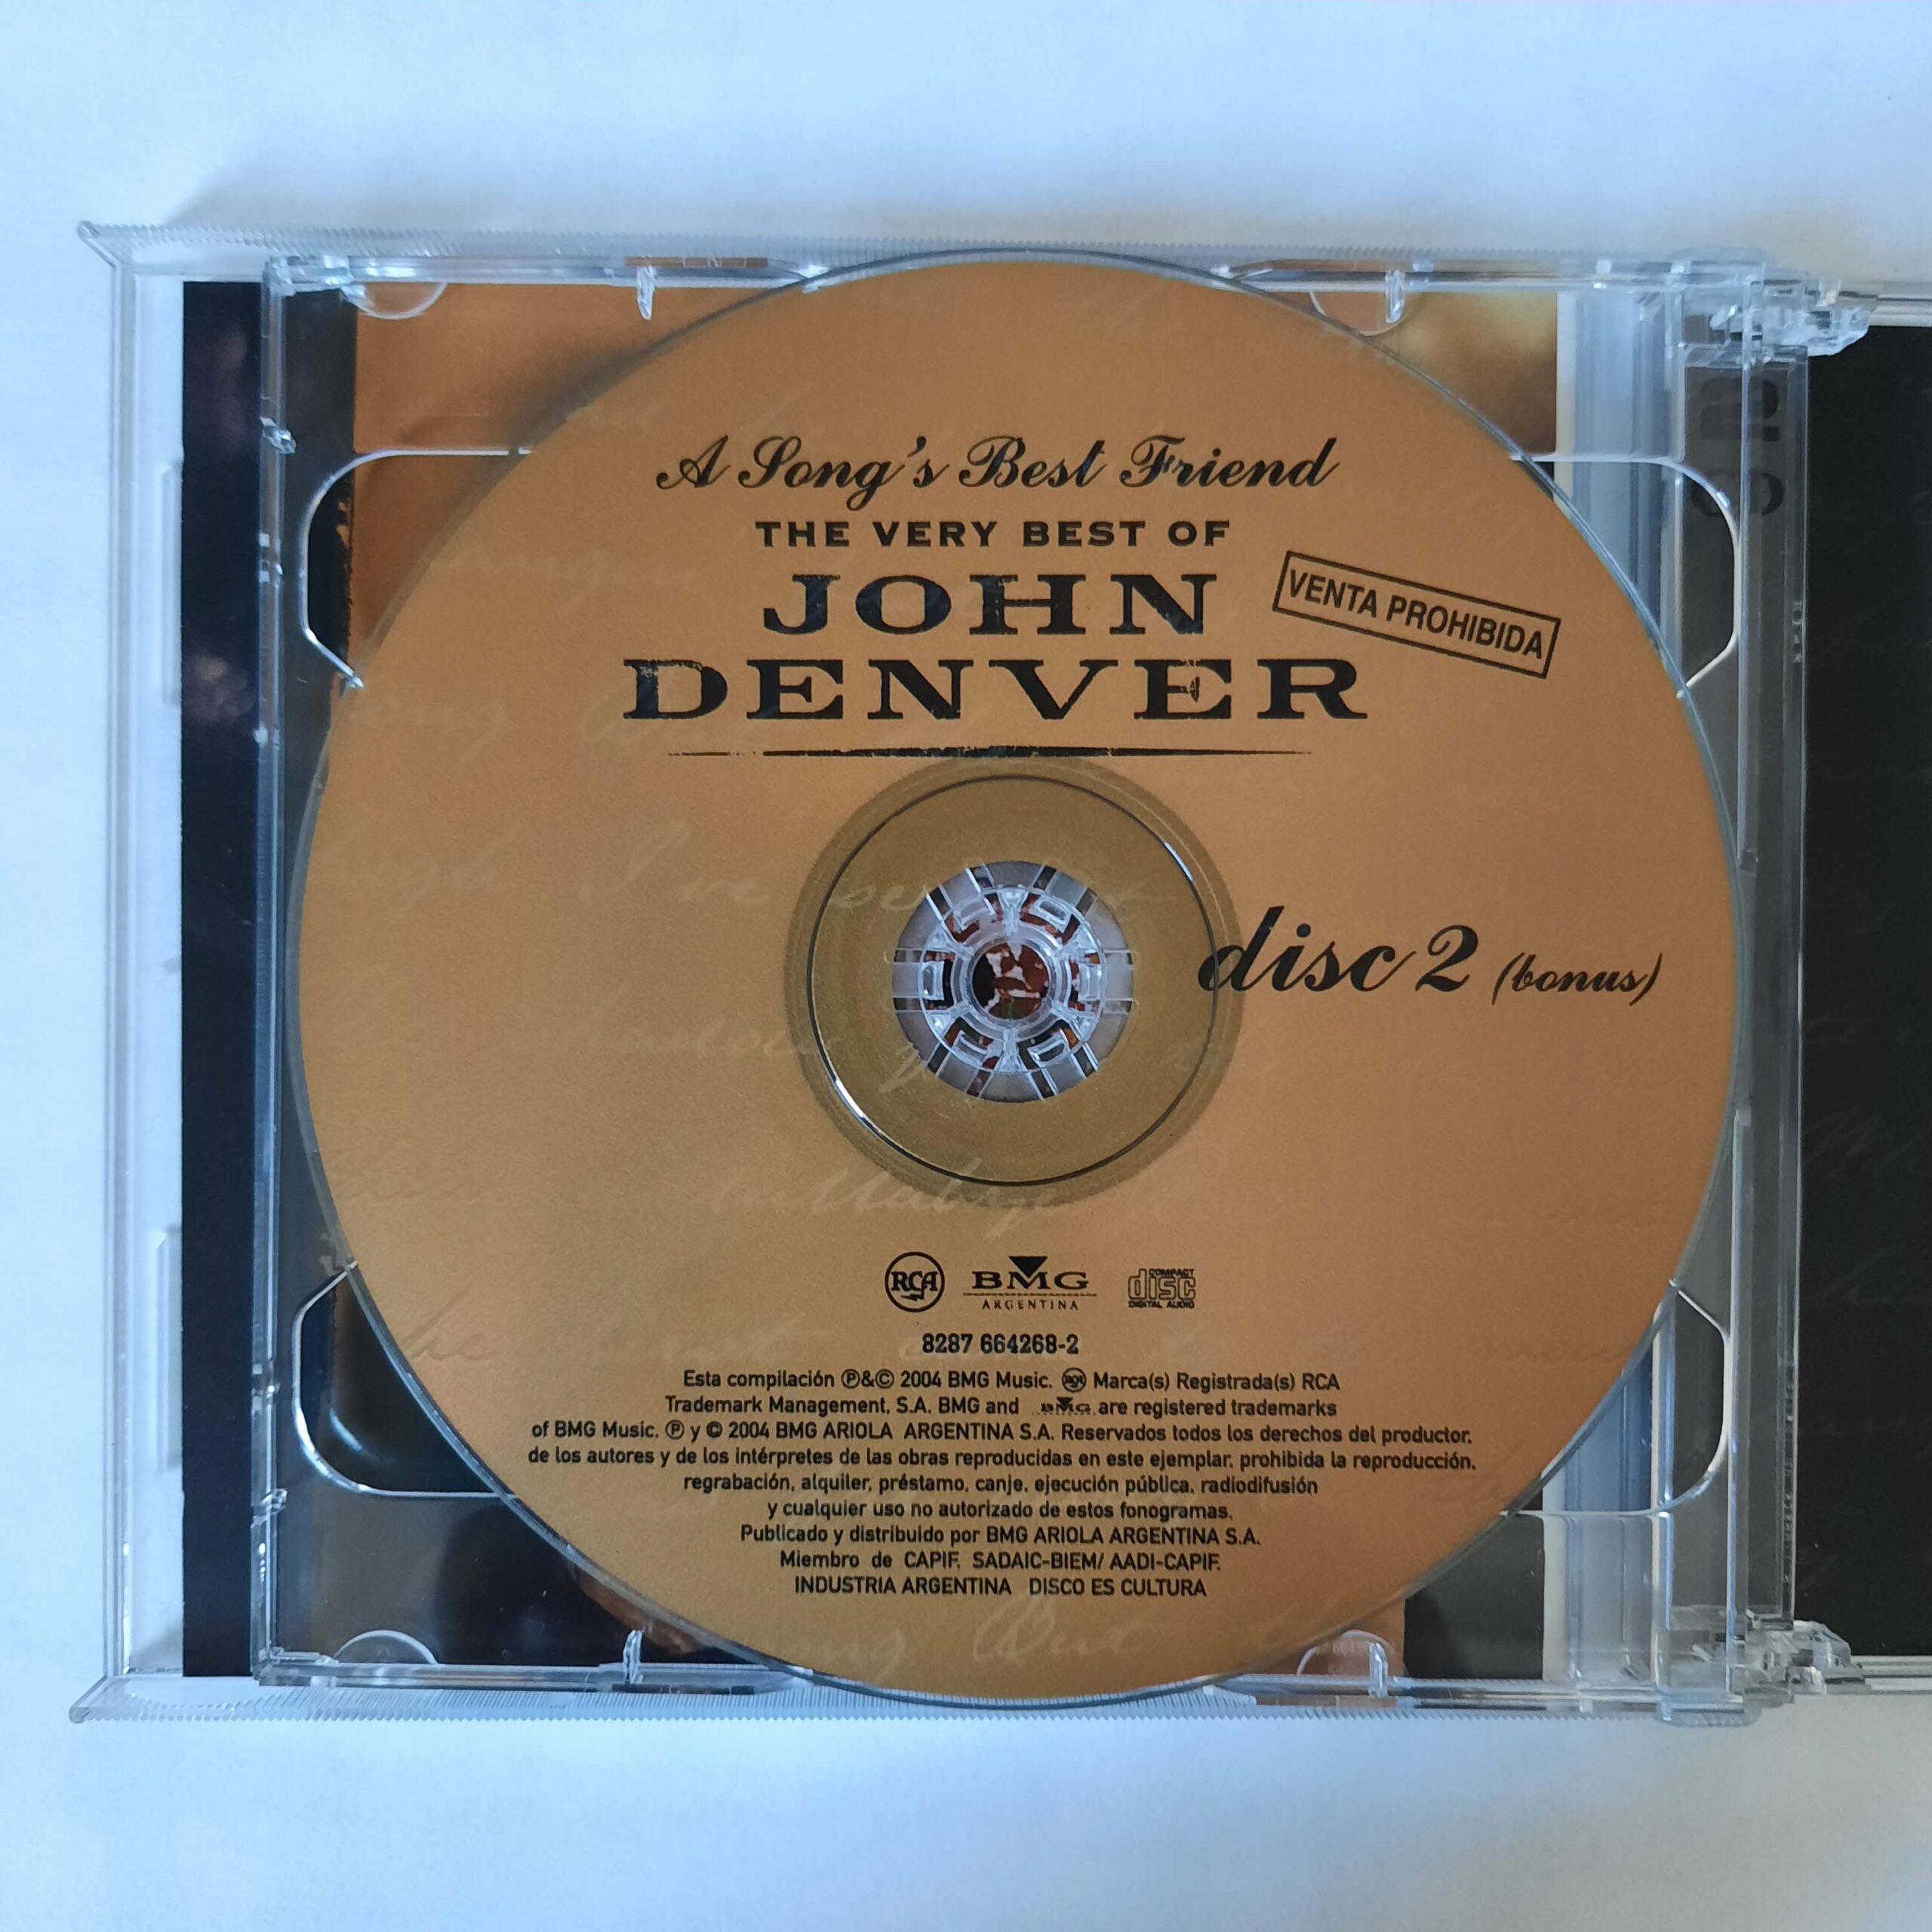 A Song's Best Friend
THE VERY BEST OF
JOHN
DENVER
VENTA PROHIBIDA
disc 2 (bonus)
RCA BMG COMPACT disc
ARGENTINA DIGITAL AUDIO
8287 664268-2
Esta compilación ℗&© 2004 BMG Music. RCA Marca(s) Registrada(s) RCA
Trademark Management, S.A. BMG and BMG are registered trademarks
of BMG Music. ℗ y © 2004 BMG ARIOLA ARGENTINA S.A. Reservados todos los derechos del productor,
de los autores y de los intérpretes de las obras reproducidas en este ejemplar, prohibida la reproducción,
regrabación, alquiler, préstamo, canje, ejecución pública, radiodifusión
y cualquier uso no autorizado de estos fonogramas.
Publicado y distribuido por BMG ARIOLA ARGENTINA S.A.
Miembro de CAPIF. SADAIC-BIEM/ AADI-CAPIF.
INDUSTRIA ARGENTINA DISCO ES CULTURA